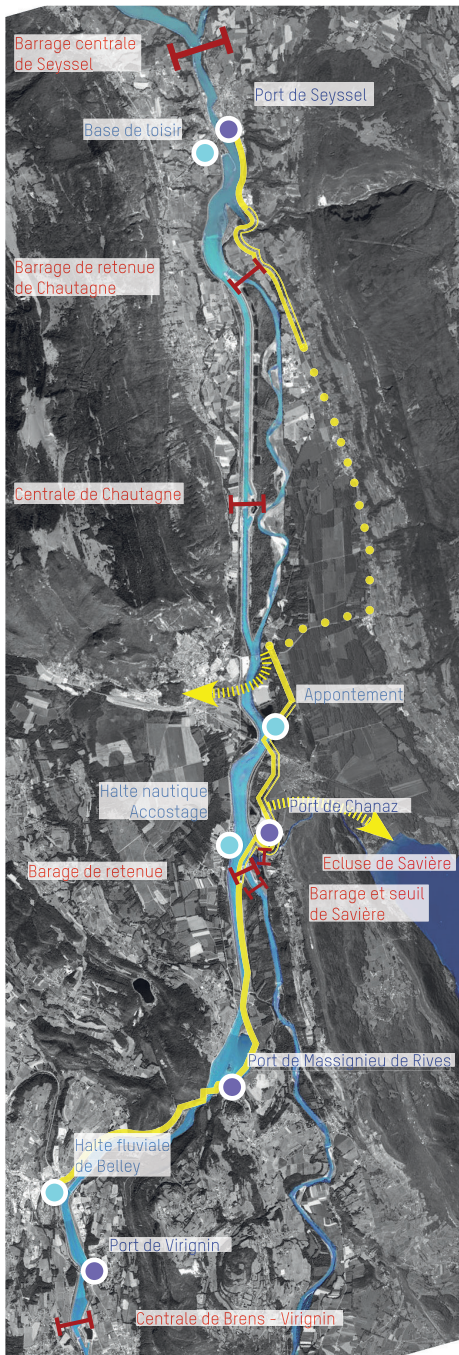 Barrage centrale
de Seyssel
Port de Seyssel
Base de loisir
Barrage de retenue
de Chautagne
Centrale de Chautagne
Appontement
Halte nautique
Accostage
Port de Chanaz
Ecluse de Savière
Barage de retenue
Barrage et seuil
de Savière
Port de Massignieu de Rives
Halte fluviale
de Belley
Port de Virignin
Centrale de Brens - Virignin